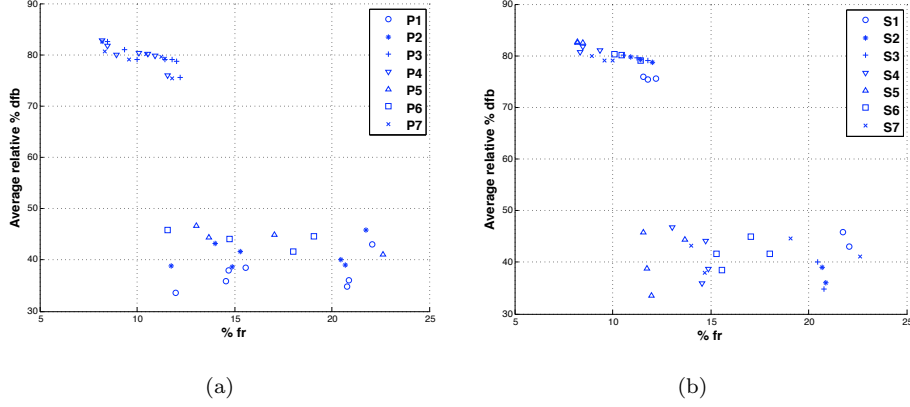 90
80
70
60
50
40
30
5
10
15
20
25
Average relative % dfb
% fr
P1
P2
P3
P4
P5
P6
P7
(a)
90
80
70
60
50
40
30
5
10
15
20
25
Average relative % dfb
% fr
S1
S2
S3
S4
S5
S6
S7
(b)